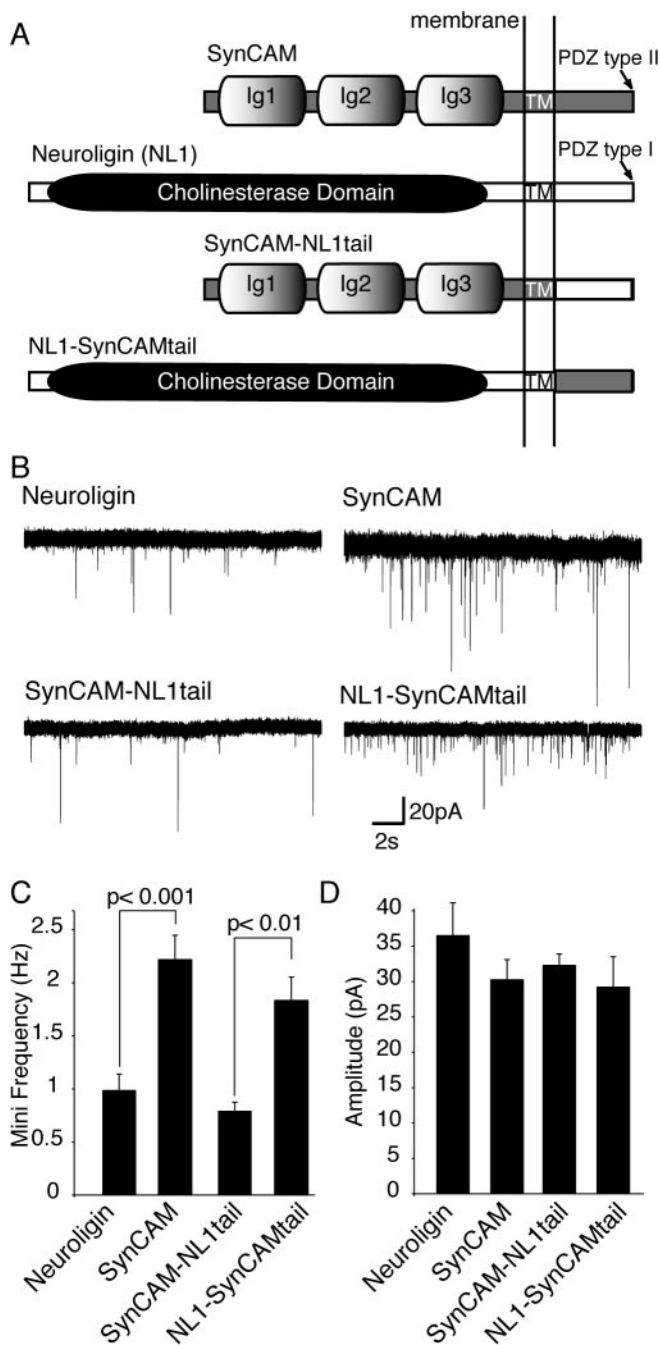 A
membrane
SynCAM
PDZ type II
Ig1 Ig2 Ig3 TM
Neuroligin (NL1)
PDZ type I
Cholinesterase Domain TM
SynCAM-NL1tail
Ig1 Ig2 Ig3 TM
NL1-SynCAMtail
Cholinesterase Domain TM
B
Neuroligin
SynCAM
SynCAM-NL1tail
NL1-SynCAMtail
20pA
2s
C
p< 0.001
p< 0.01
Mini Frequency (Hz)
2.5
2
1.5
1
0.5
0
Neuroligin
SynCAM
SynCAM-NL1tail
NL1-SynCAMtail
D
Amplitude (pA)
40
35
30
25
20
15
10
5
0
Neuroligin
SynCAM
SynCAM-NL1tail
NL1-SynCAMtail